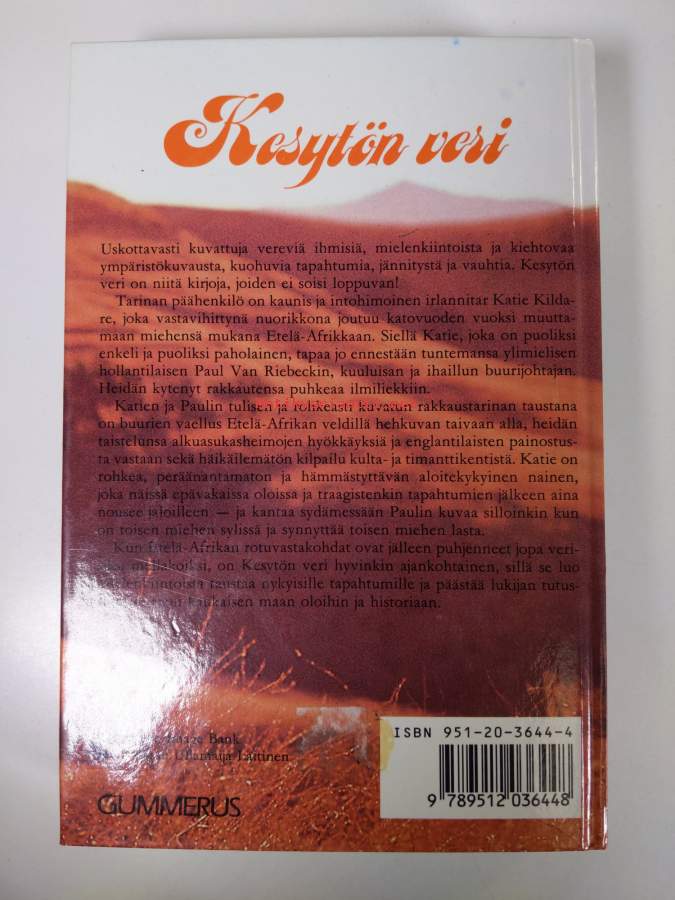 Kesytön veri
Uskottavasti kuvattuja vereviä ihmisiä, mielenkiintoista ja kiehtovaa
ympäristökuvausta, kuohuvia tapahtumia, jännitystä ja vauhtia. Kesytön
veri on niitä kirjoja, joiden ei soisi loppuvan!
Tarinan päähenkilö on kaunis ja intohimoinen irlannitar Katie Kilda-
re, joka vastavihittynä nuorikkona joutuu katovuoden vuoksi muutta-
maan miehensä mukana Etelä-Afrikkaan. Siellä Katie, joka on puoliksi
enkeli ja puoliksi paholainen, tapaa jo ennestään tuntemansa ylimielisen
hollantilaisen Paul Van Riebeckin, kuuluisan ja ihaillun buurijohtajan.
Heidän kytenyt rakkautensa puhkeaa ilmiliekkiin.
Katien ja Paulin tulisen ja rohkeasti kuvatun rakkaustarinan taustana
on buurien vaellus Etelä-Afrikan veldillä hehkuvan taivaan alla, heidän
taistelunsa alkuasukasheimojen hyökkäyksiä ja englantilaisten painostus-
ta vastaan sekä häikäilemätön kilpailu kulta- ja timanttikentistä. Katie on
rohkea, peräänantamaton ja hämmästyttävän aloitekykyinen nainen,
joka näissä epävakaissa oloissa ja traagistenkin tapahtumien jälkeen aina
nousee jaloilleen — ja kantaa sydämessään Paulin kuvaa silloinkin kun
on toisen miehen sylissä ja synnyttää toisen miehen lasta.
Kun Etelä-Afrikan rotuvastakohdat ovat jälleen puhjenneet jopa veri-
mellakoiksi, on Kesytön veri hyvinkin ajankohtainen, sillä se luo
mielenkiintoista taustaa nykyisille tapahtumille ja päästää lukijan tutus-
kaukaisen maan oloihin ja historiaan.
Bank
Ullamaija Laitinen
GUMMERUS
ISBN 951-20-3644-4
9 789512 036448